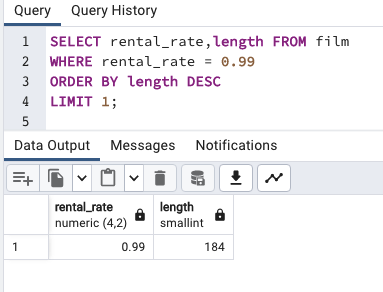 Query Query History
1 SELECT rental_rate,length FROM film
2 WHERE rental_rate = 0.99
3 ORDER BY length DESC
4 LIMIT 1;
5
Data Output Messages Notifications
rental_rate length
numeric (4,2) smallint
1 0.99 184